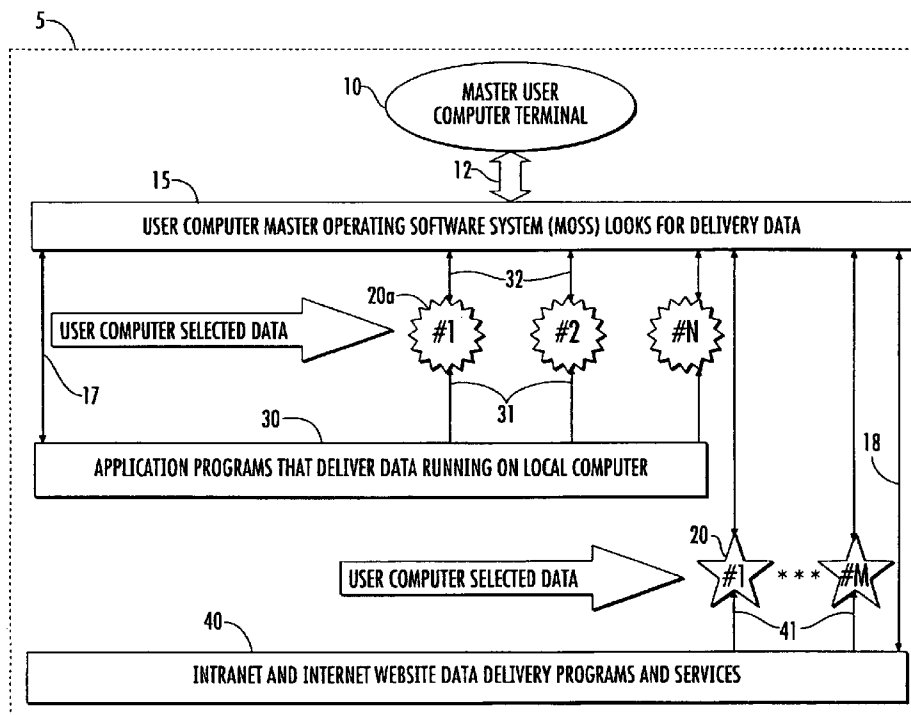 5
10
MASTER USER
COMPUTER TERMINAL
12
15
USER COMPUTER MASTER OPERATING SOFTWARE SYSTEM (MOSS) LOOKS FOR DELIVERY DATA
32
20a
USER COMPUTER SELECTED DATA
#1
#2
#N
17
31
30
18
APPLICATION PROGRAMS THAT DELIVER DATA RUNNING ON LOCAL COMPUTER
20
USER COMPUTER SELECTED DATA
#1
* * *
#M
41
40
INTRANET AND INTERNET WEBSITE DATA DELIVERY PROGRAMS AND SERVICES